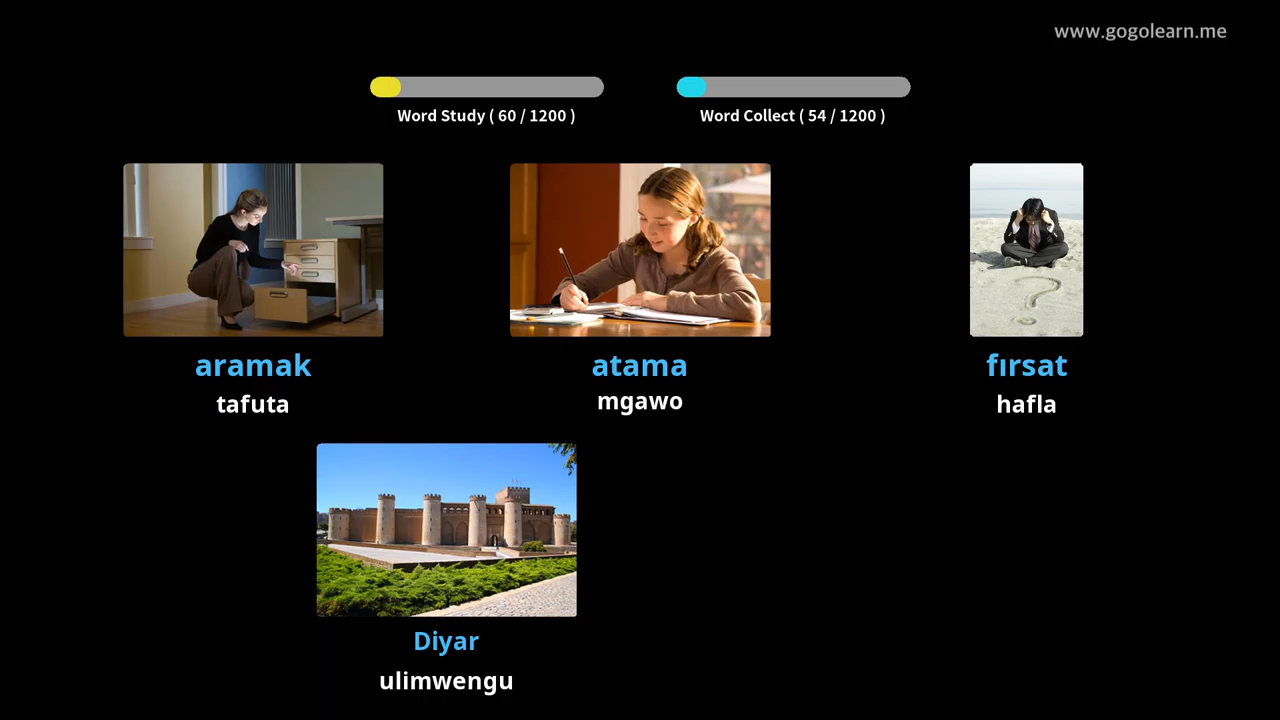 www.gogolearn.me
Word Study ( 60 / 1200 )
Word Collect ( 54 / 1200 )
aramak
tafuta
atama
mgawo
fırsat
hafla
Diyar
ulimwengu